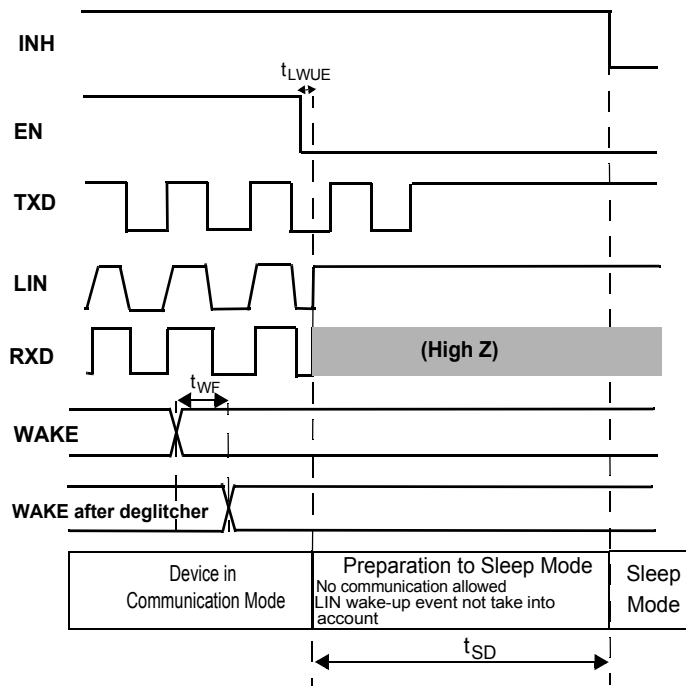 INH
tLWUE
EN
TXD
LIN
RXD
(High Z)
tWF
WAKE
WAKE after deglitcher
Device in
Communication Mode
Preparation to Sleep Mode
No communication allowed
LIN wake-up event not take into
account
Sleep
Mode
tSD